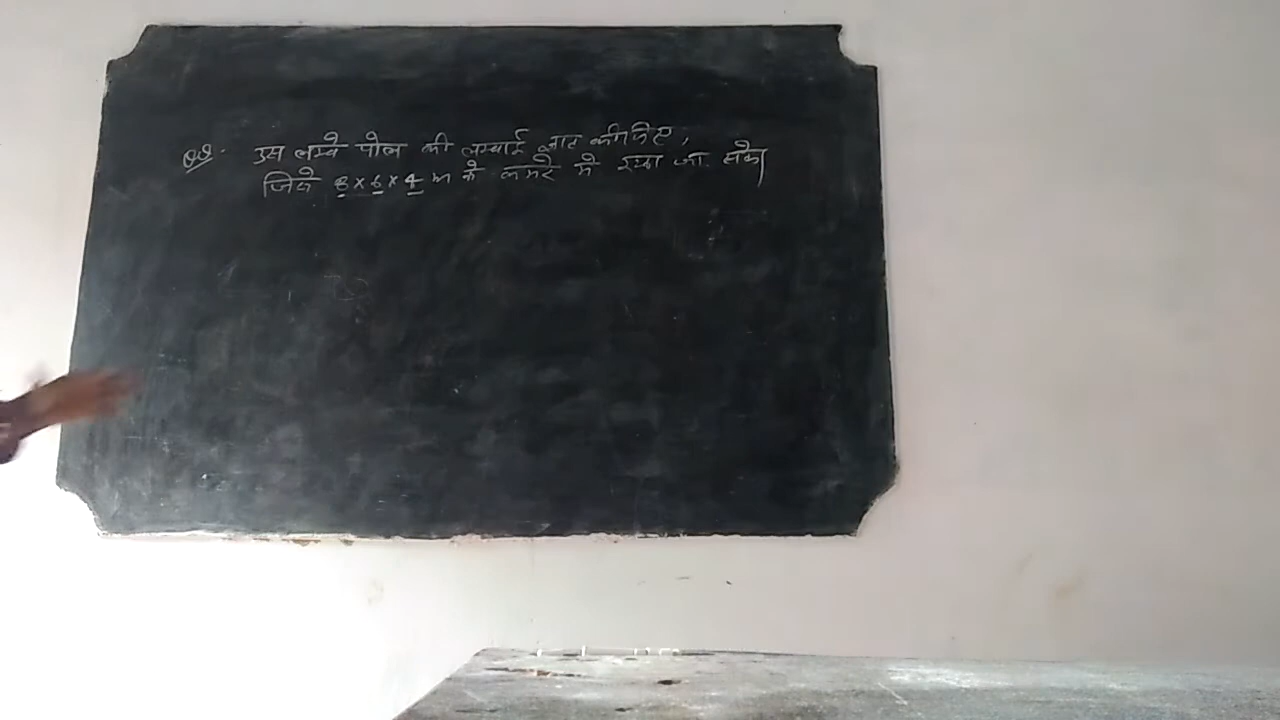 Q9. उस लम्बे पोल की लम्बाई ज्ञात कीजिए,
जिसे 8 × 6 × 4 m के कमरे मे रखा जा सके।